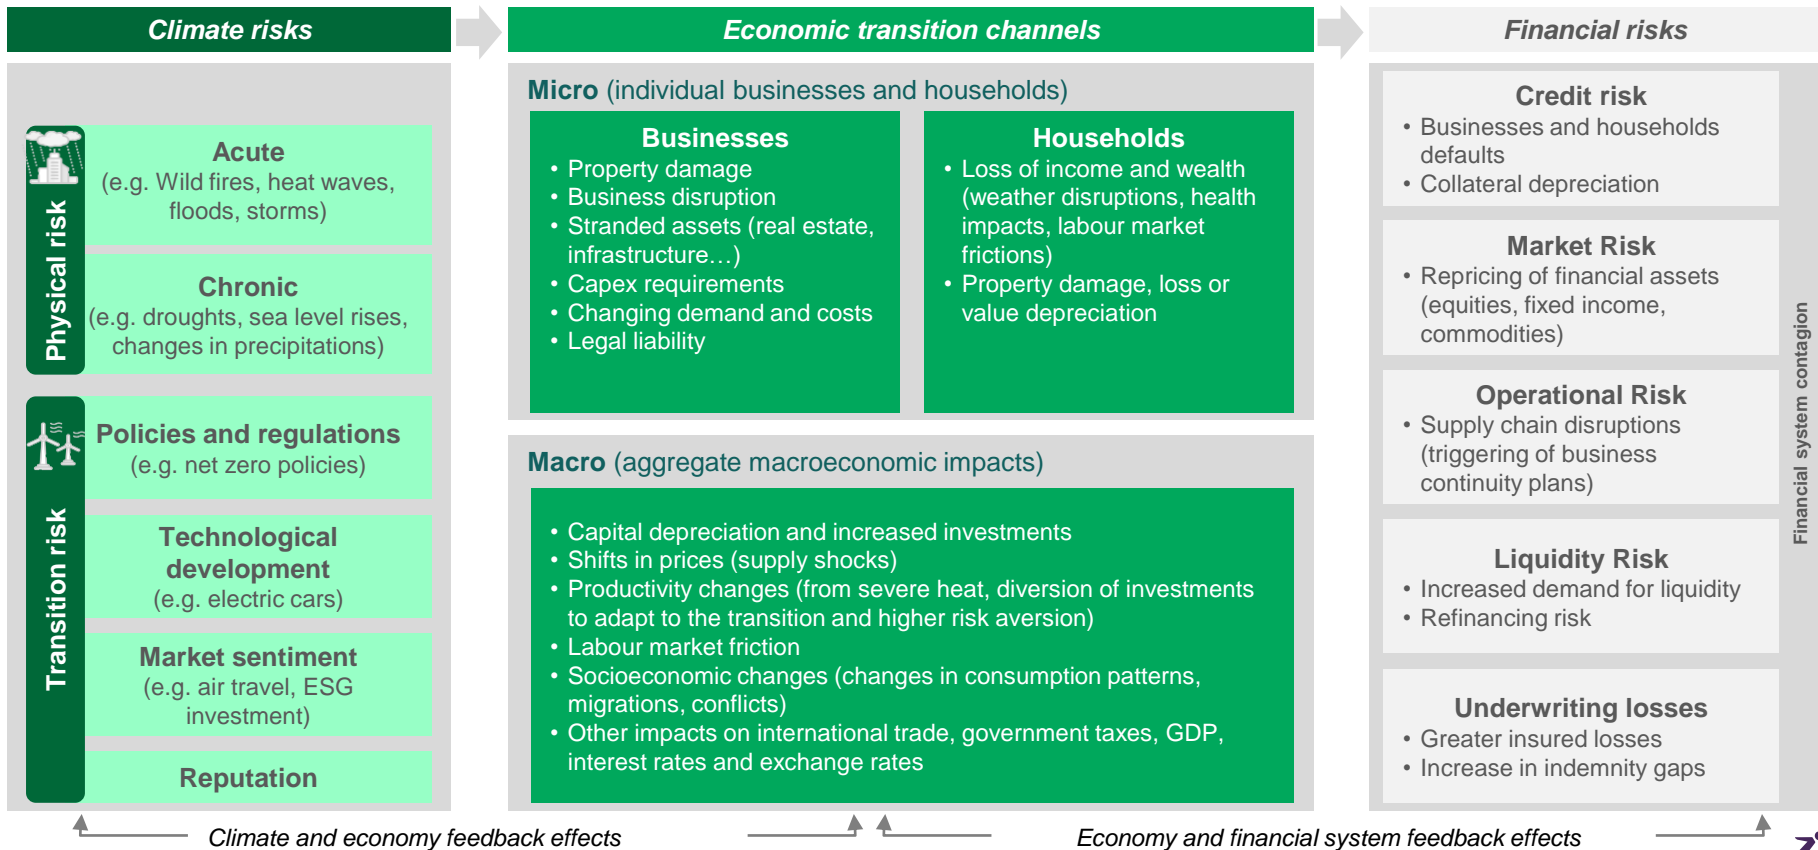 Climate risks
Economic transition channels
Financial risks
Physical risk
Acute
(e.g. Wild fires, heat waves,
floods, storms)
Chronic
(e.g. droughts, sea level rises,
changes in precipitations)
Transition risk
Policies and regulations
(e.g. net zero policies)
Technological
development
(e.g. electric cars)
Market sentiment
(e.g. air travel, ESG
investment)
Reputation
Micro (individual businesses and households)
Businesses
• Property damage
• Business disruption
• Stranded assets (real estate,
infrastructure…)
• Capex requirements
• Changing demand and costs
• Legal liability
Households
• Loss of income and wealth
(weather disruptions, health
impacts, labour market
frictions)
• Property damage, loss or
value depreciation
Macro (aggregate macroeconomic impacts)
• Capital depreciation and increased investments
• Shifts in prices (supply shocks)
• Productivity changes (from severe heat, diversion of investments
to adapt to the transition and higher risk aversion)
• Labour market friction
• Socioeconomic changes (changes in consumption patterns,
migrations, conflicts)
• Other impacts on international trade, government taxes, GDP,
interest rates and exchange rates
Credit risk
• Businesses and households
defaults
• Collateral depreciation
Market Risk
• Repricing of financial assets
(equities, fixed income,
commodities)
Operational Risk
• Supply chain disruptions
(triggering of business
continuity plans)
Liquidity Risk
• Increased demand for liquidity
• Refinancing risk
Underwriting losses
• Greater insured losses
• Increase in indemnity gaps
Financial system contagion
Climate and economy feedback effects
Economy and financial system feedback effects